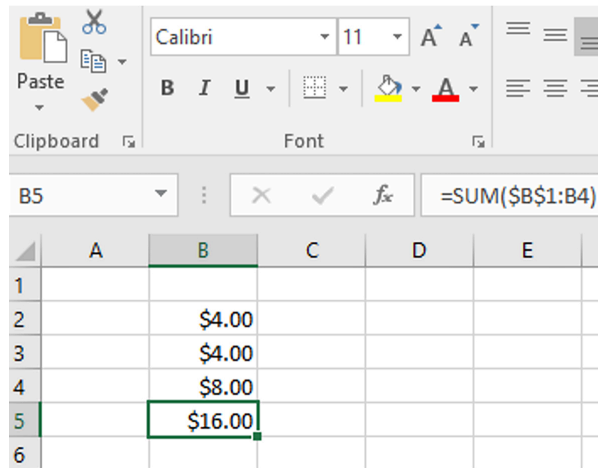 Calibri 11 A A
Paste B I U A
Clipboard Font
B5 fx =SUM($B$1:B4)
A B C D E
1
2 $4.00
3 $4.00
4 $8.00
5 $16.00
6